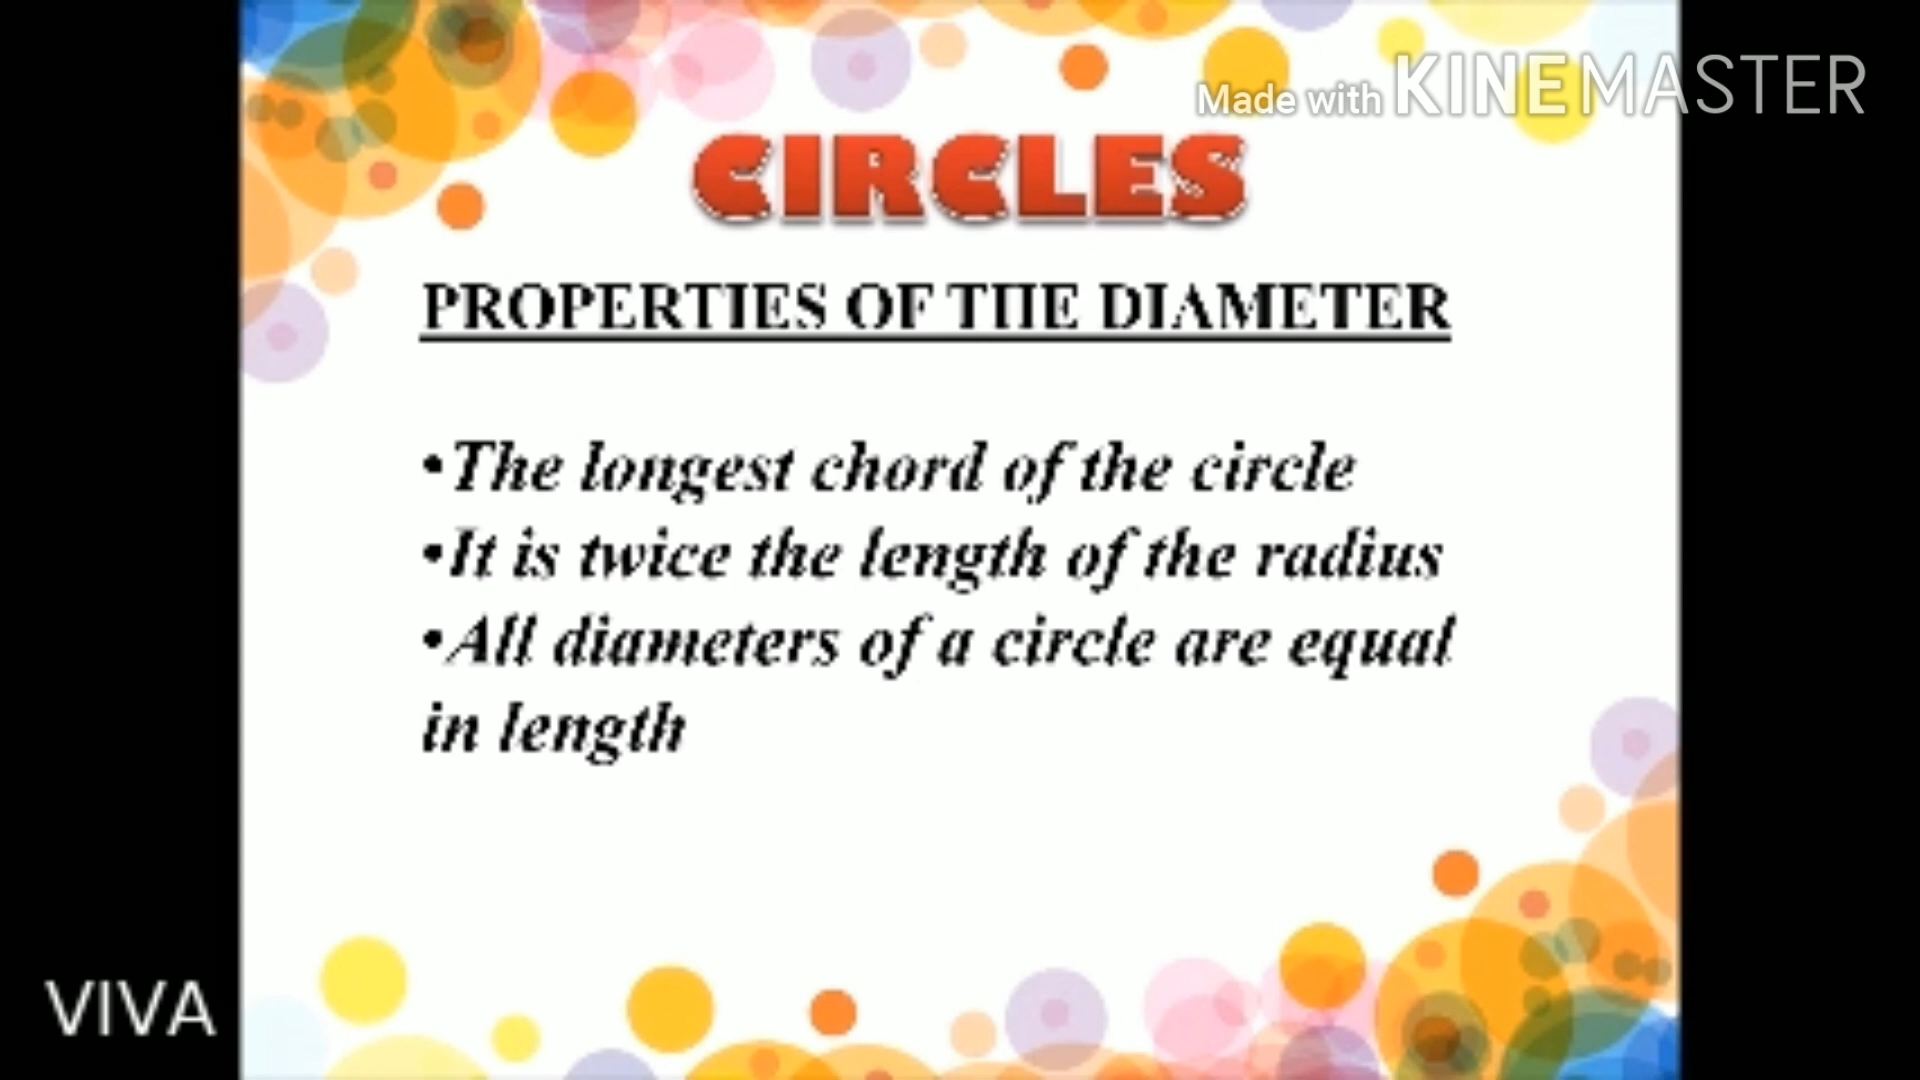 Made with KINEMASTER
CIRCLES
PROPERTIES OF THE DIAMETER
•The longest chord of the circle
•It is twice the length of the radius
•All diameters of a circle are equal
in length
VIVA